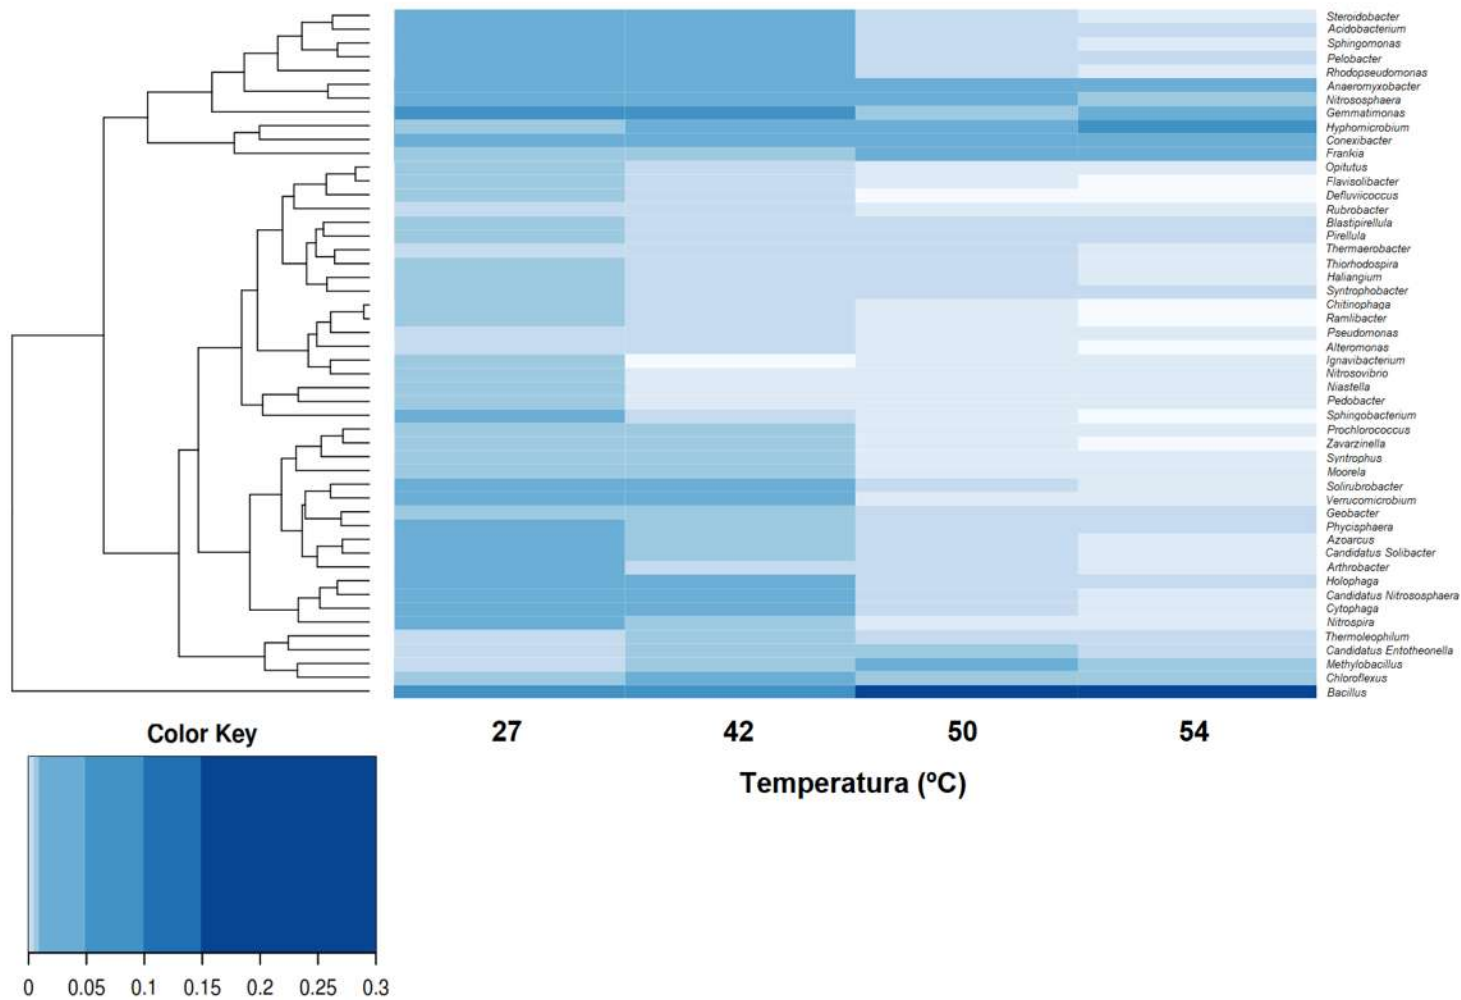 Steroidobacter
Acidobacterium
Sphingomonas
Pelobacter
Rhodopseudomonas
Anaeromyxobacter
Nitrososphaera
Gemmatimonas
Hyphomicrobium
Conexibacter
Frankia
Opitutus
Flavisolibacter
Defluviicoccus
Rubrobacter
Blastipirellula
Pirellula
Thermaerobacter
Thiorhodospira
Haliangium
Syntrophobacter
Chitinophaga
Ramlibacter
Pseudomonas
Alteromonas
Ignavibacterium
Nitrosovibrio
Niastella
Pedobacter
Sphingobacterium
Prochlorococcus
Zavarzinella
Syntrophus
Moorela
Solirubrobacter
Verrucomicrobium
Geobacter
Phycisphaera
Azoarcus
Candidatus Solibacter
Arthrobacter
Holophaga
Candidatus Nitrososphaera
Cytophaga
Nitrospira
Thermoleophilum
Candidatus Entotheonella
Methylobacillus
Chloroflexus
Bacillus
27 42 50 54
Temperatura (ºC)
Color Key
0 0.05 0.1 0.15 0.2 0.25 0.3